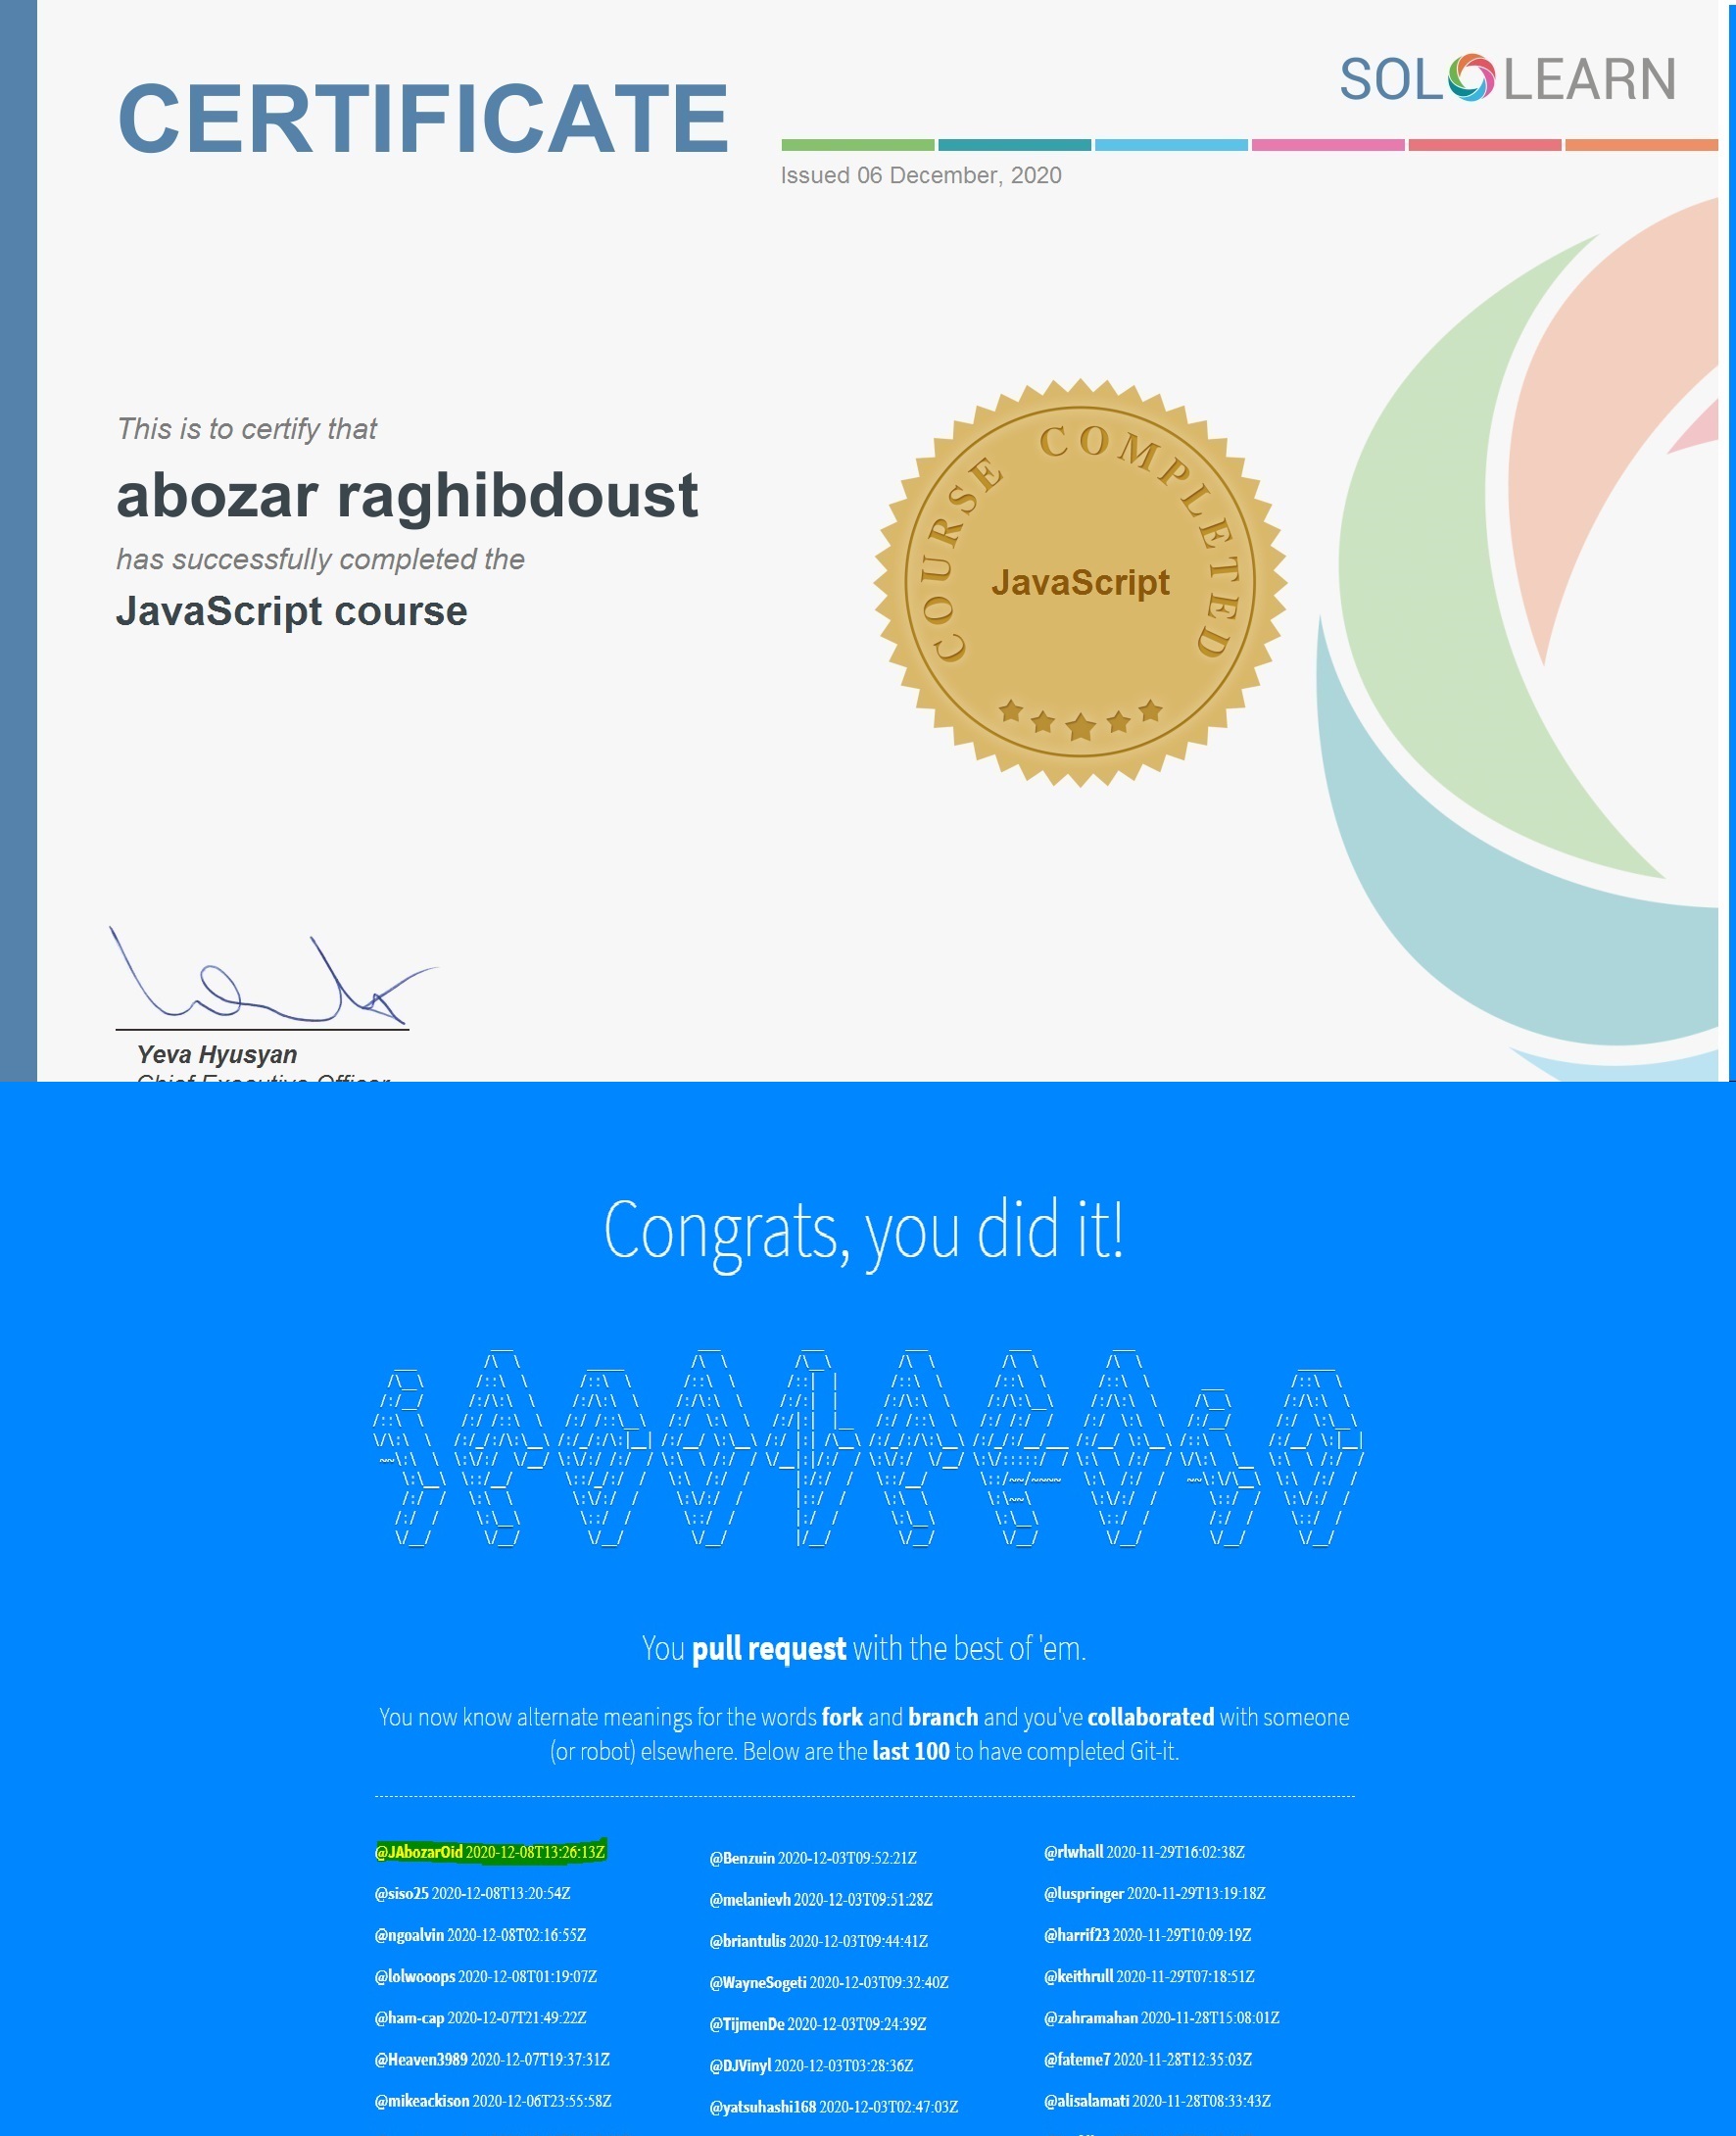 CERTIFICATE
SOLOLEARN
Issued 06 December, 2020
This is to certify that
abozar raghibdoust
has successfully completed the
JavaScript course
COURSE COMPLETED
JavaScript
Yeva Hyusyan
Chief Executive Officer
Congrats, you did it!
You pull request with the best of 'em.
You now know alternate meanings for the words fork and branch and you've collaborated with someone
(or robot) elsewhere. Below are the last 100 to have completed Git-it.
@JAbozarOid 2020-12-08T13:26:13Z
@siso25 2020-12-08T13:20:54Z
@ngoalvin 2020-12-08T02:16:55Z
@lolwooops 2020-12-08T01:19:07Z
@ham-cap 2020-12-07T21:49:22Z
@Heaven3989 2020-12-07T19:37:31Z
@mikeackison 2020-12-06T23:55:58Z
@Benzuin 2020-12-03T09:52:21Z
@melanievh 2020-12-03T09:51:28Z
@briantulis 2020-12-03T09:44:41Z
@WayneSogeti 2020-12-03T09:32:40Z
@TijmenDe 2020-12-03T09:24:39Z
@DJVinyl 2020-12-03T03:28:36Z
@yatsuhashi168 2020-12-03T02:47:03Z
@rlwhall 2020-11-29T16:02:38Z
@luspringer 2020-11-29T13:19:18Z
@harrif23 2020-11-29T10:09:19Z
@keithrull 2020-11-29T07:18:51Z
@zahramahan 2020-11-28T15:08:01Z
@fateme7 2020-11-28T12:35:03Z
@alisalamati 2020-11-28T08:33:43Z